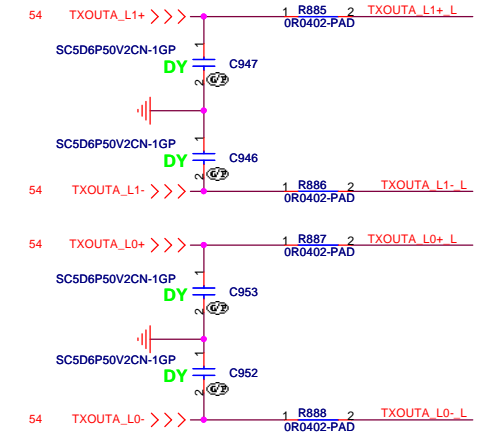 54 TXOUTA_L1+ 1 R885 2 TXOUTA_L1+_L
0R0402-PAD
SC5D6P50V2CN-1GP 1
DY C947
2 G/P
SC5D6P50V2CN-1GP 1
DY C946
2 G/P
54 TXOUTA_L1- 1 R886 2 TXOUTA_L1-_L
0R0402-PAD
54 TXOUTA_L0+ 1 R887 2 TXOUTA_L0+_L
0R0402-PAD
SC5D6P50V2CN-1GP 1
DY C953
2 G/P
SC5D6P50V2CN-1GP 1
DY C952
2 G/P
54 TXOUTA_L0- 1 R888 2 TXOUTA_L0-_L
0R0402-PAD